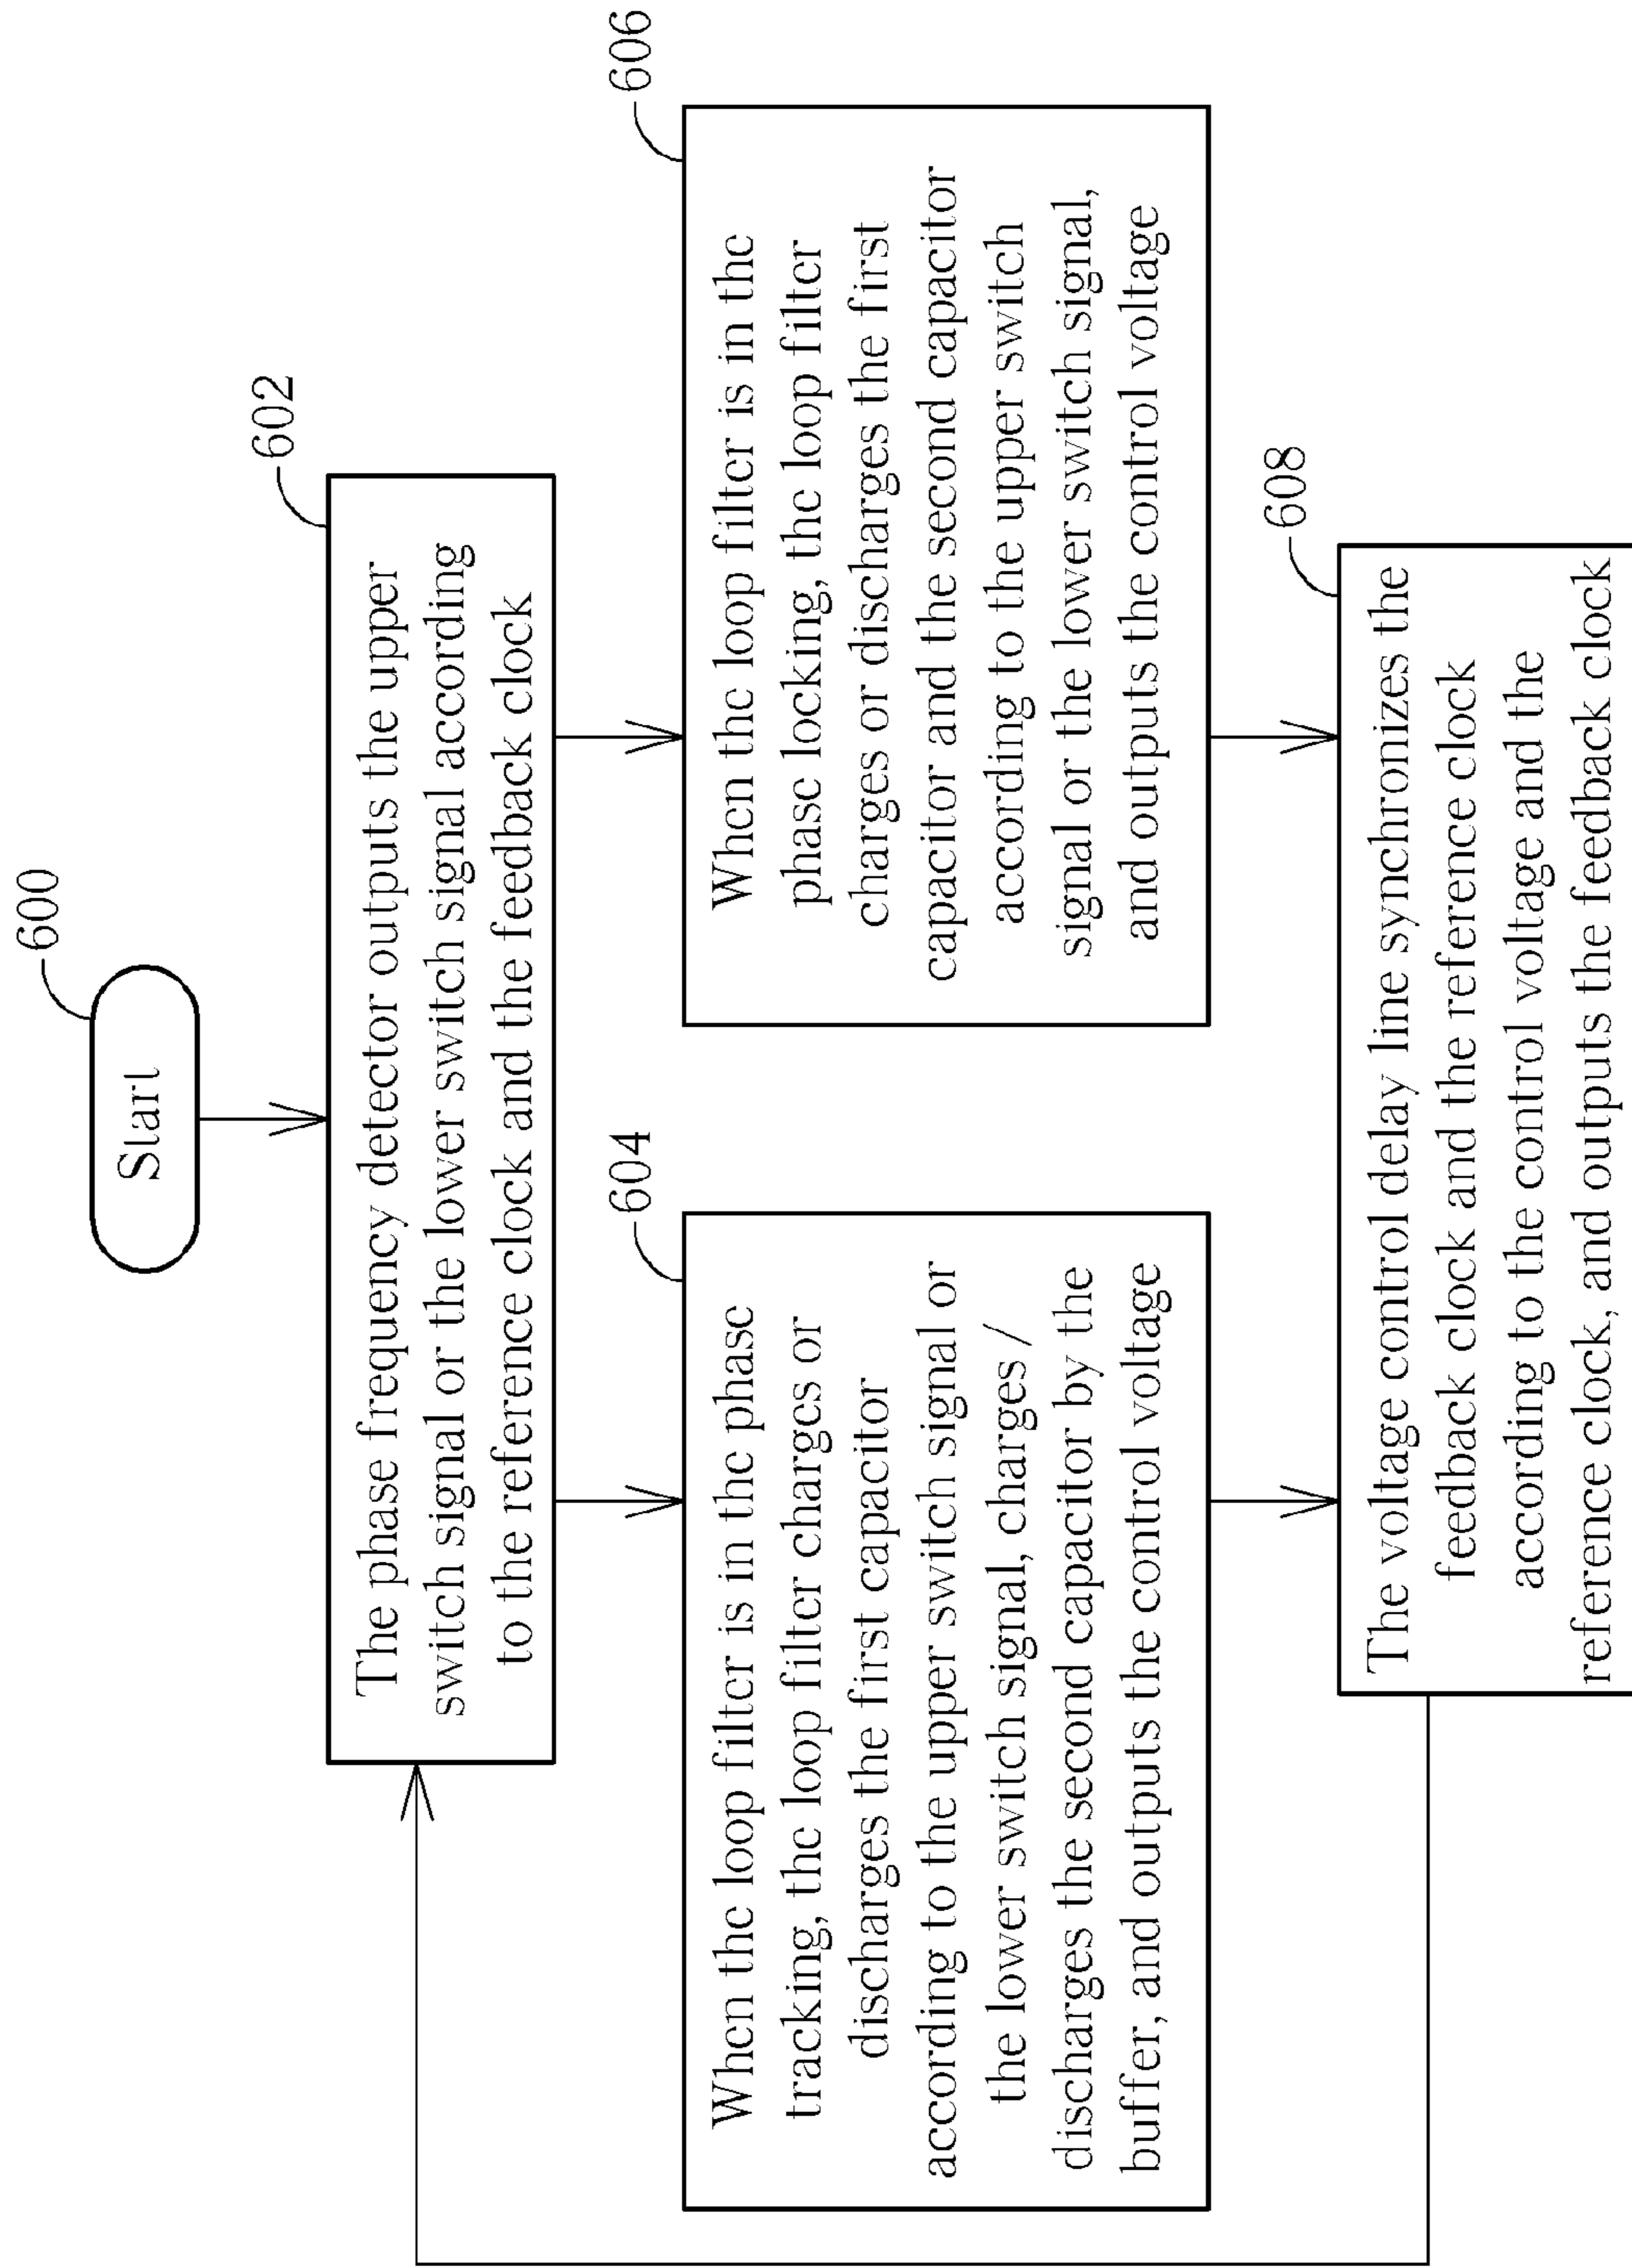 600
Start
602
The phase frequency detector outputs the upper
switch signal or the lower switch signal according
to the reference clock and the feedback clock
604
When the loop filter is in the phase
tracking, the loop filter charges or
discharges the first capacitor
according to the upper switch signal or
the lower switch signal, charges /
discharges the second capacitor by the
buffer, and outputs the control voltage
606
When the loop filter is in the
phase locking, the loop filter
charges or discharges the first
capacitor and the second capacitor
according to the upper switch
signal or the lower switch signal,
and outputs the control voltage
608
The voltage control delay line synchronizes the
feedback clock and the reference clock
according to the control voltage and the
reference clock, and outputs the feedback clock